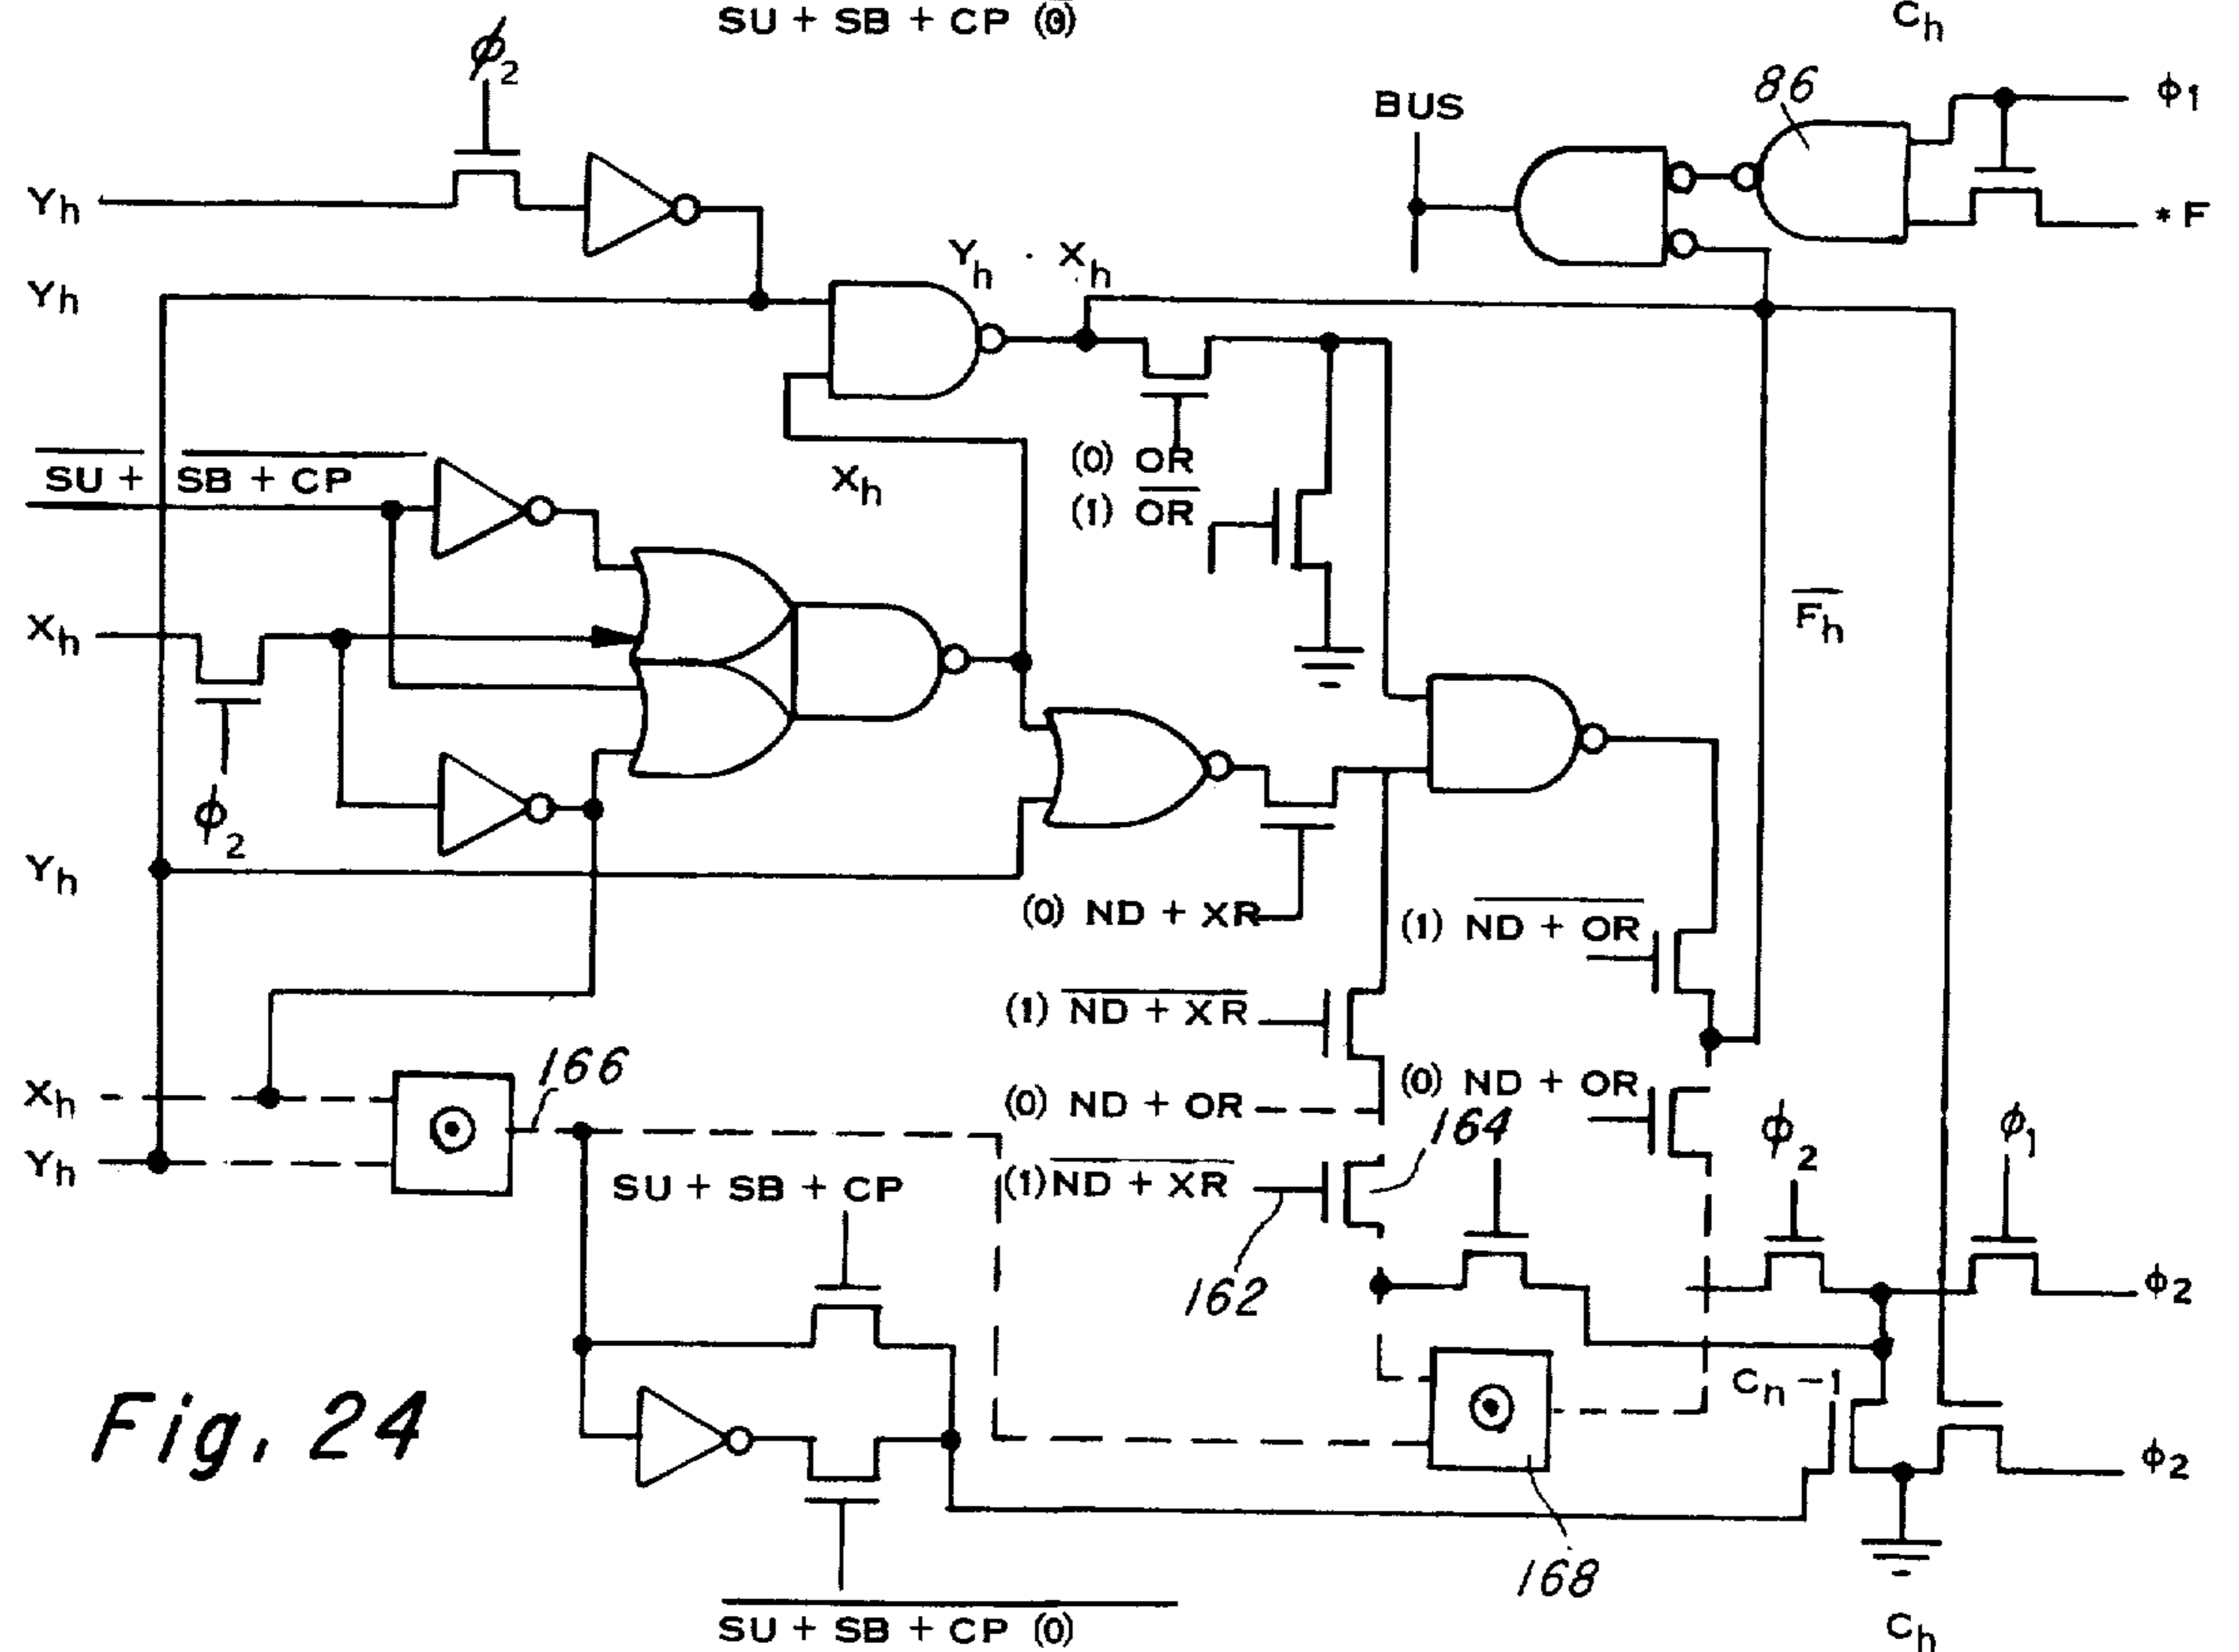 SU + SB + CP (0)
Ch
ϕ2
86
ϕ1
BUS
Yh
* F
Yh · Xh
Yh
(0) OR
SU + SB + CP
Xh
(1) OR
Fh
Xh
ϕ2
Yh
(0) ND + XR
(1) ND + OR
(1) ND + XR
166
(0) ND + OR
Xh
(0) ND + OR
164
ϕ2
ϕ1
Yh
SU + SB + CP
(1) ND + XR
162
ϕ2
Cn-1
Fig. 24
ϕ2
168
SU + SB + CP (0)
Ch